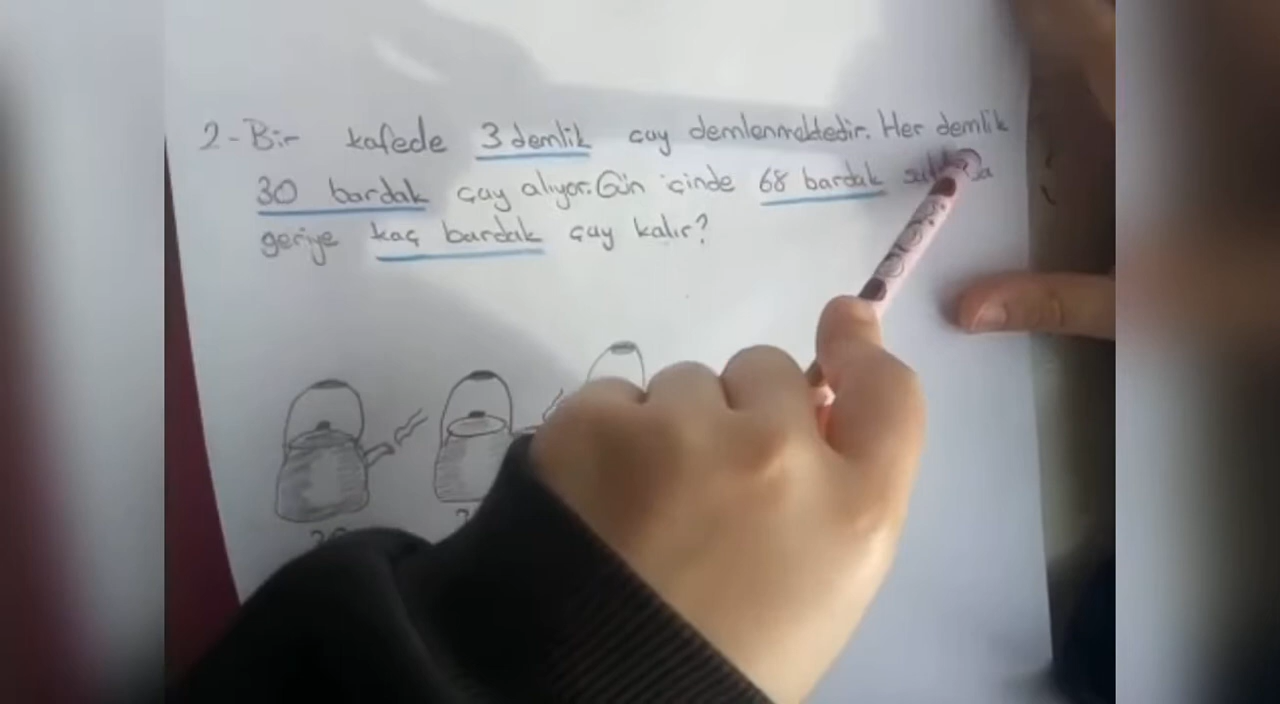 2-Bir kafede 3 demlik çay demlenmektedir. Her demlik
30 bardak çay alıyor. Gün içinde 68 bardak
geriye kaç bardak çay kalır?